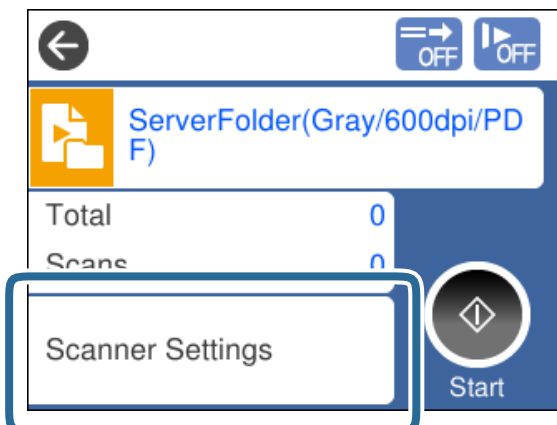 OFF
OFF
ServerFolder(Gray/600dpi/PD
F)
Total 0
Scans 0
Scanner Settings
Start